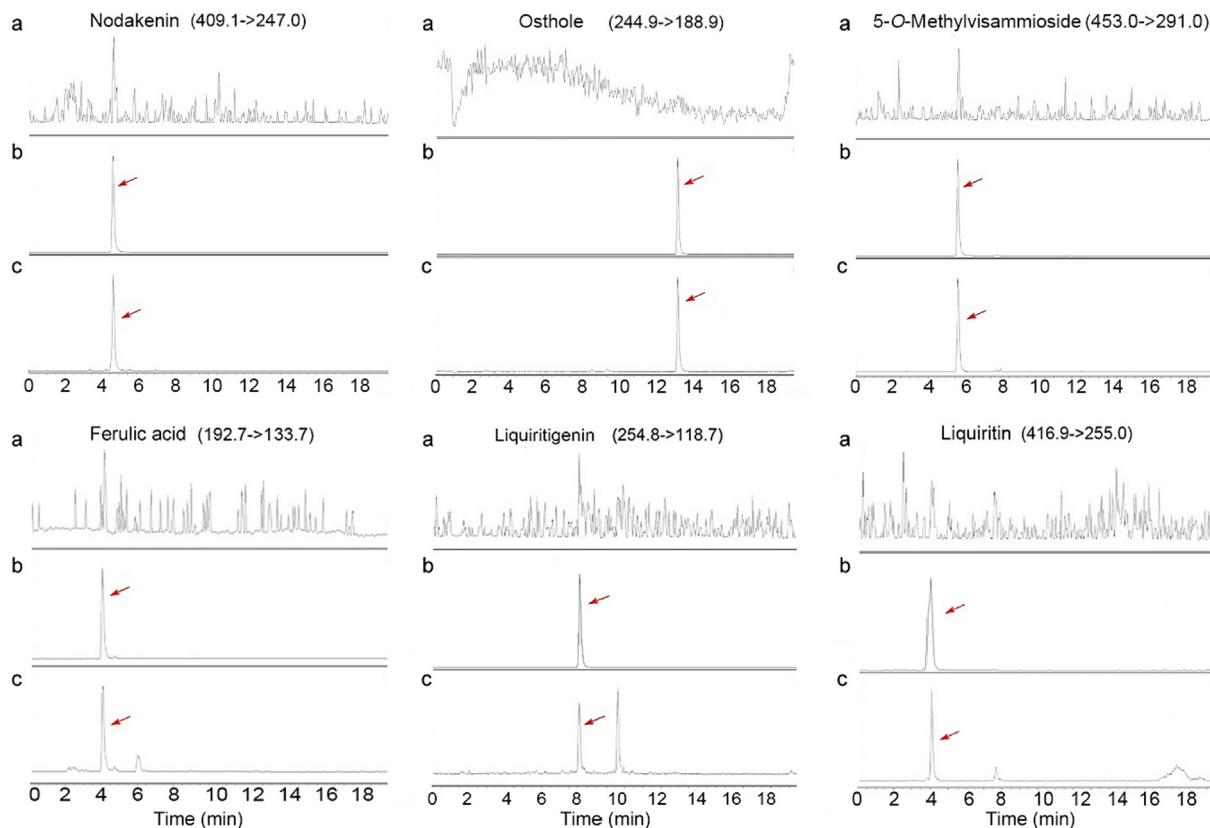 a Nodakenin (409.1->247.0)
b
c
0 2 4 6 8 10 12 14 16 18
a Osthole (244.9->188.9)
b
c
0 2 4 6 8 10 12 14 16 18
a 5-O-Methylvisammioside (453.0->291.0)
b
c
0 2 4 6 8 10 12 14 16 18
a Ferulic acid (192.7->133.7)
b
c
0 2 4 6 8 10 12 14 16 18
Time (min)
a Liquiritigenin (254.8->118.7)
b
c
0 2 4 6 8 10 12 14 16 18
Time (min)
a Liquiritin (416.9->255.0)
b
c
0 2 4 6 8 10 12 14 16 18
Time (min)